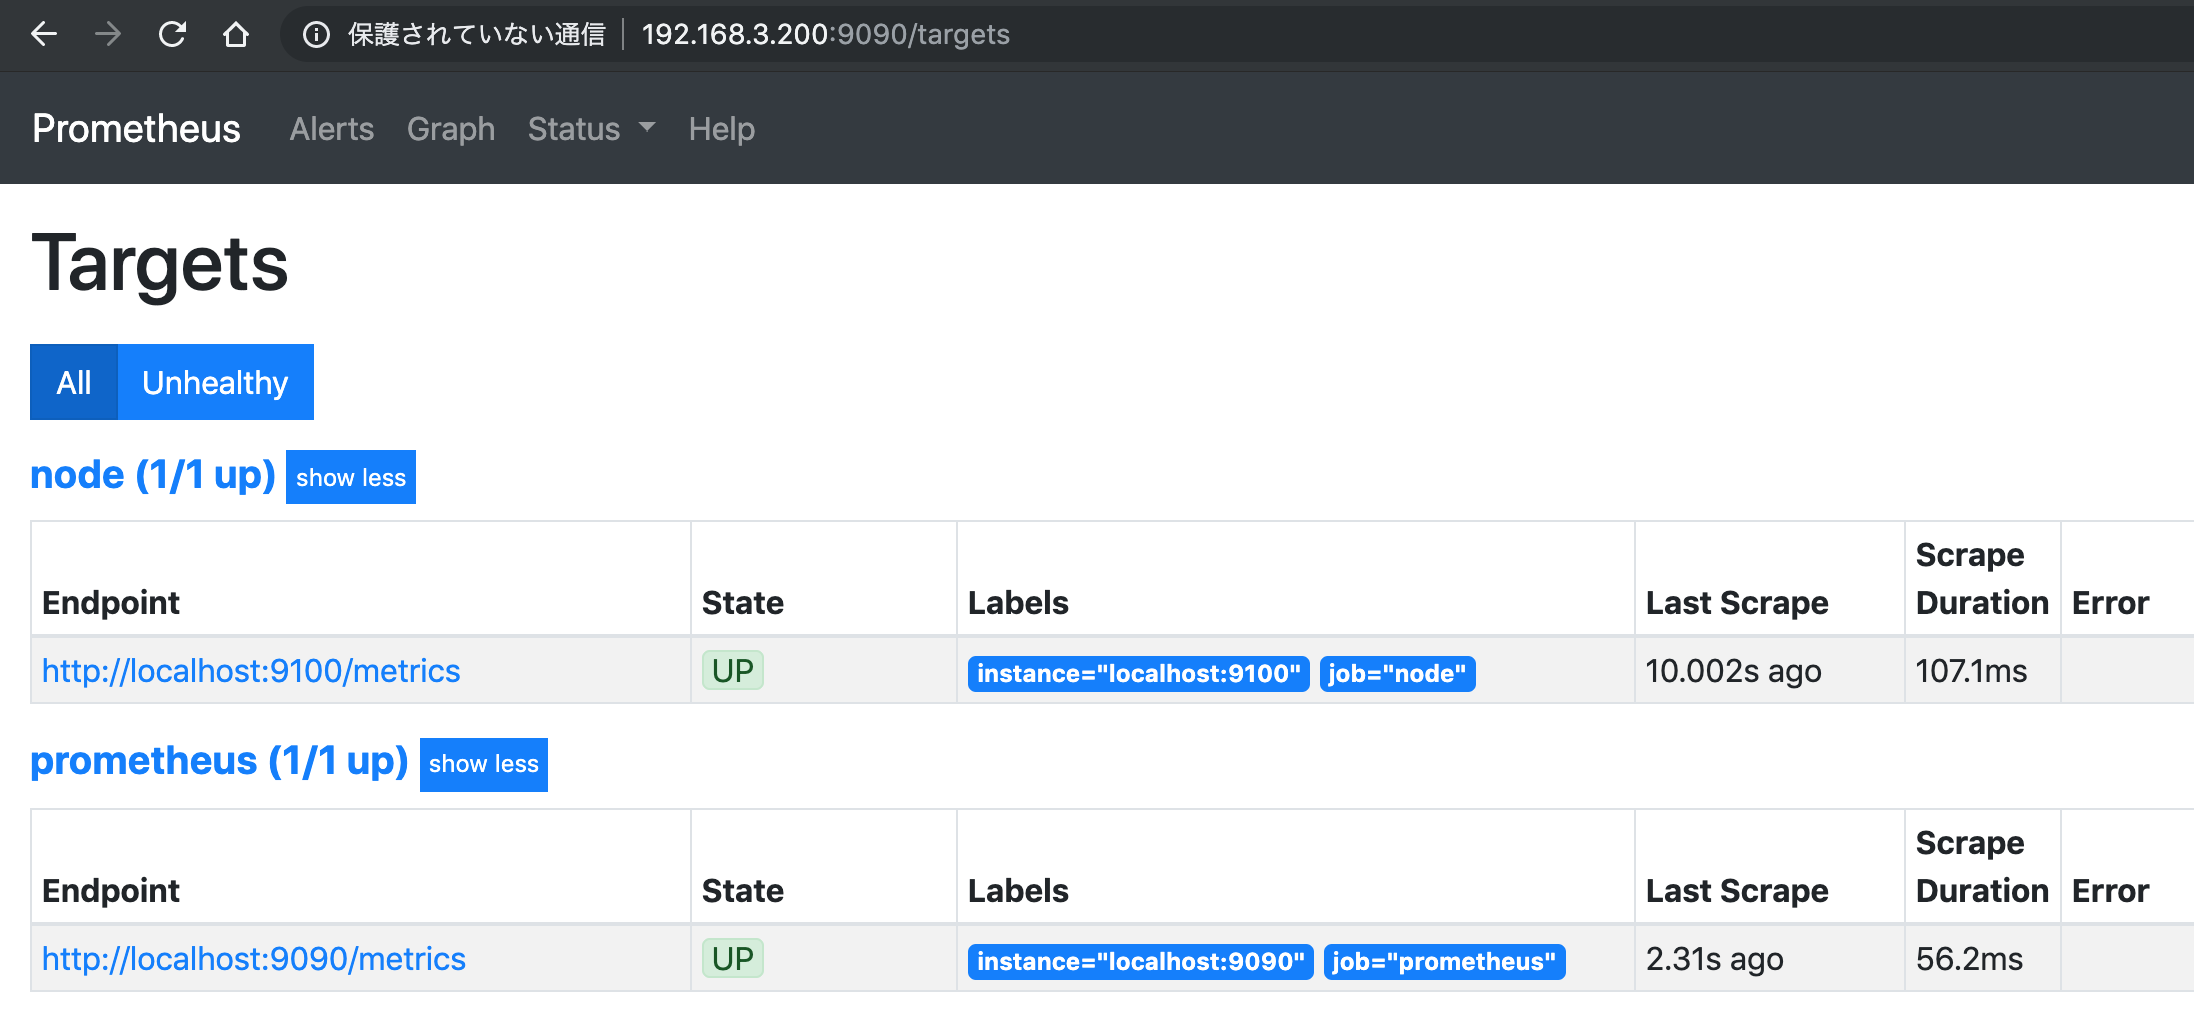 保護されていない通信 192.168.3.200:9090/targets
Prometheus Alerts Graph Status Help
Targets
All Unhealthy
node (1/1 up) show less
Endpoint State Labels Last Scrape Scrape Duration Error
http://localhost:9100/metrics UP instance="localhost:9100" job="node" 10.002s ago 107.1ms
prometheus (1/1 up) show less
Endpoint State Labels Last Scrape Scrape Duration Error
http://localhost:9090/metrics UP instance="localhost:9090" job="prometheus" 2.31s ago 56.2ms